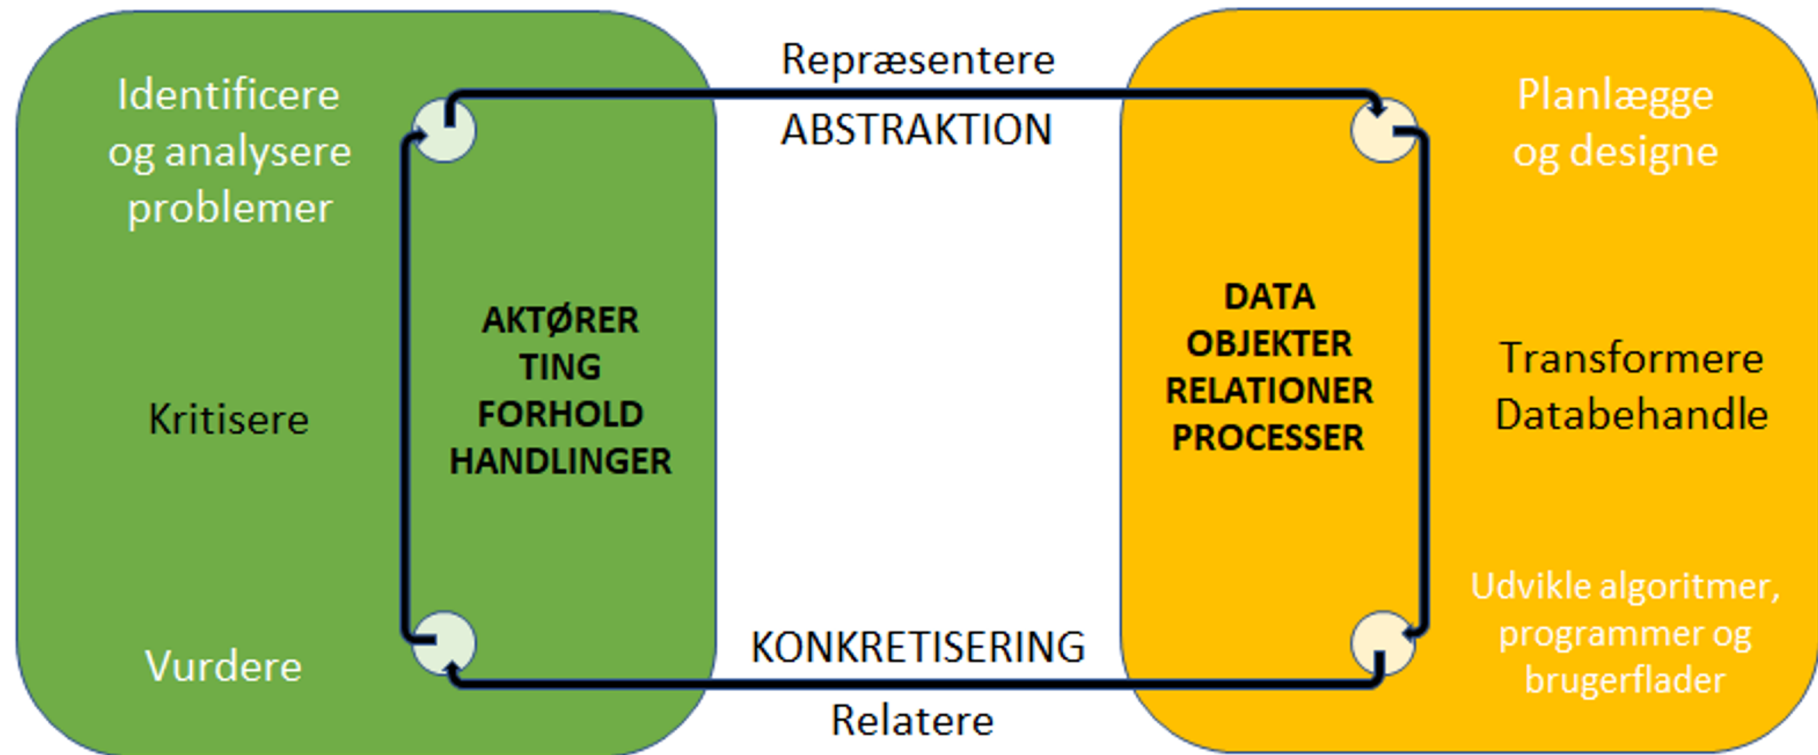 Identificere
og analysere
problemer
Kritisere
Vurdere
AKTØRER
TING
FORHOLD
HANDLINGER
Repræsentere
ABSTRAKTION
KONKRETISERING
Relatere
DATA
OBJEKTER
RELATIONER
PROCESSER
Planlægge
og designe
Transformere
Databehandle
Udvikle algoritmer,
programmer og
brugerflader